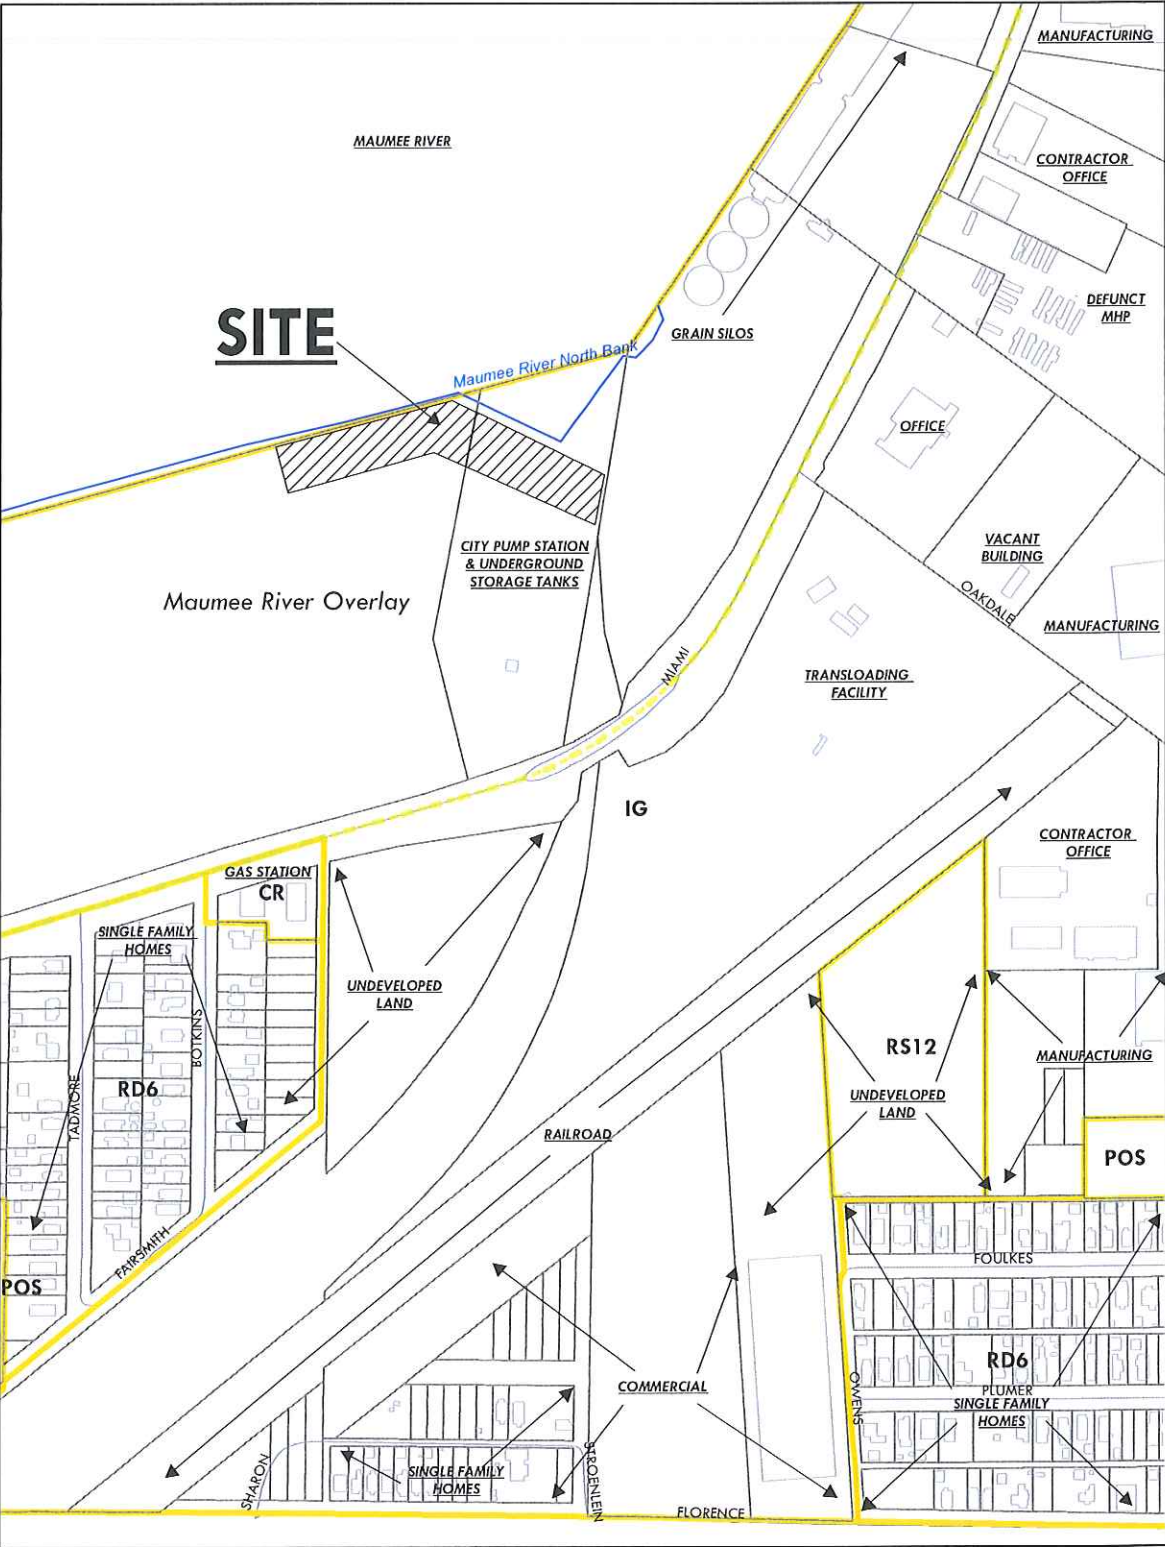 MANUFACTURING
MAUMEE RIVER
CONTRACTOR
OFFICE
DEFUNCT
MHP
SITE
GRAIN SILOS
Maumee River North Bank
OFFICE
CITY PUMP STATION
& UNDERGROUND
STORAGE TANKS
VACANT
BUILDING
Maumee River Overlay
OAKDALE
MANUFACTURING
MIAMI
TRANSLOADING
FACILITY
IG
CONTRACTOR
OFFICE
GAS STATION
CR
SINGLE FAMILY
HOMES
UNDEVELOPED
LAND
BOTKINS
RS12
MANUFACTURING
RD6
TADMORE
UNDEVELOPED
LAND
RAILROAD
POS
FAIRSMITH
FOULKES
POS
RD6
COMMERCIAL
PLUMER
OWENS
SINGLE FAMILY
HOMES
SINGLE FAMILY
HOMES
SHARON
STROENLEIN
FLORENCE